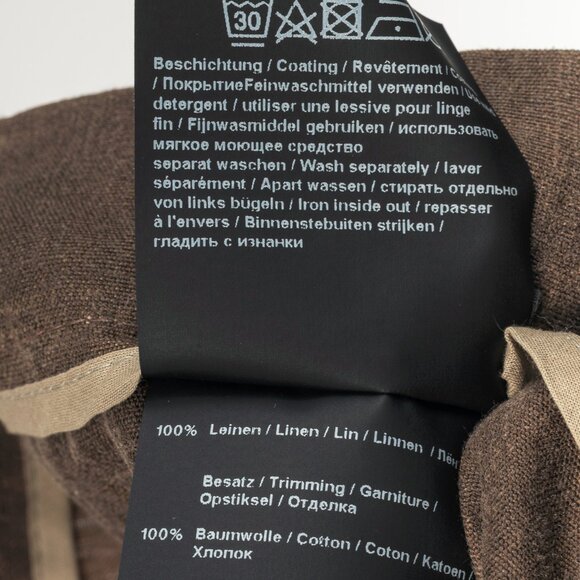 30
Beschichtung / Coating / Revêtement /
/ ПокрытиеFeinwaschmittel verwenden /
detergent / utiliser une lessive pour linge
fin / Fijnwasmiddel gebruiken / использовать
мягкое моющее средство
separat waschen / Wash separately / laver
séparément / Apart wassen / стирать отдельно
von links bügeln / Iron inside out / repasser
à l'envers / Binnenstebuiten strijken /
гладить с изнанки
100% Leinen / Linen / Lin / Linnen /
Besatz / Trimming / Garniture /
Opstiksel / Отделка
100% Baumwolle / Cotton / Coton / Katoen /
Хлопок